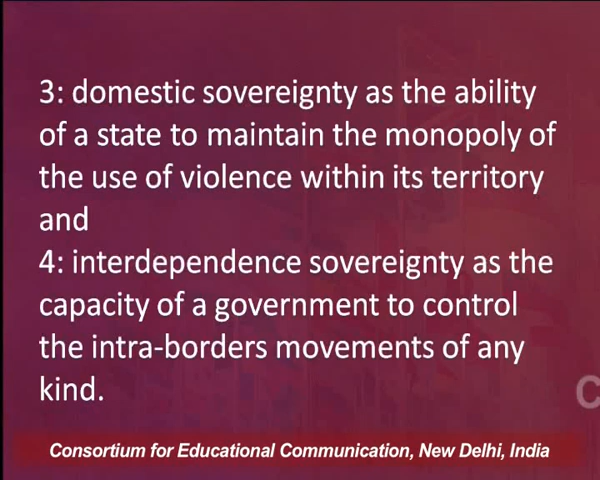 3: domestic sovereignty as the ability
of a state to maintain the monopoly of
the use of violence within its territory
and
4: interdependence sovereignty as the
capacity of a government to control
the intra-borders movements of any
kind.
C
Consortium for Educational Communication, New Delhi, India